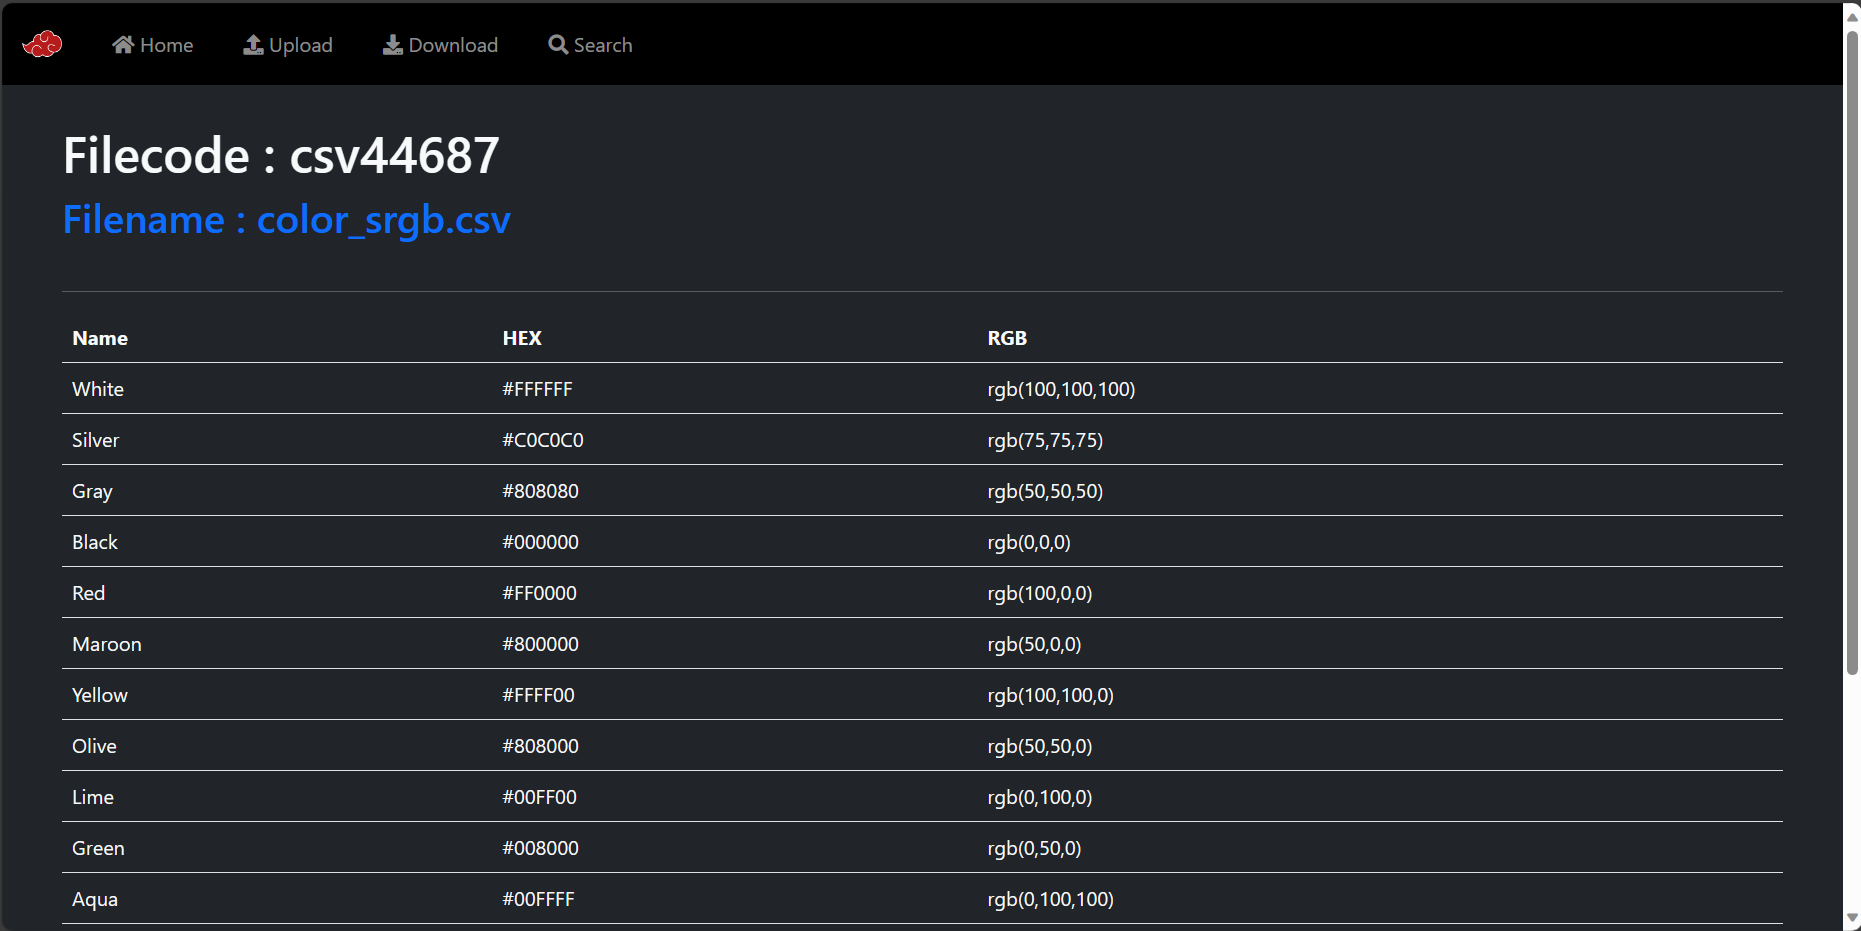 Home Upload Download Search
Filecode : csv44687
Filename : color_srgb.csv
Name HEX RGB
White #FFFFFF rgb(100,100,100)
Silver #C0C0C0 rgb(75,75,75)
Gray #808080 rgb(50,50,50)
Black #000000 rgb(0,0,0)
Red #FF0000 rgb(100,0,0)
Maroon #800000 rgb(50,0,0)
Yellow #FFFF00 rgb(100,100,0)
Olive #808000 rgb(50,50,0)
Lime #00FF00 rgb(0,100,0)
Green #008000 rgb(0,50,0)
Aqua #00FFFF rgb(0,100,100)